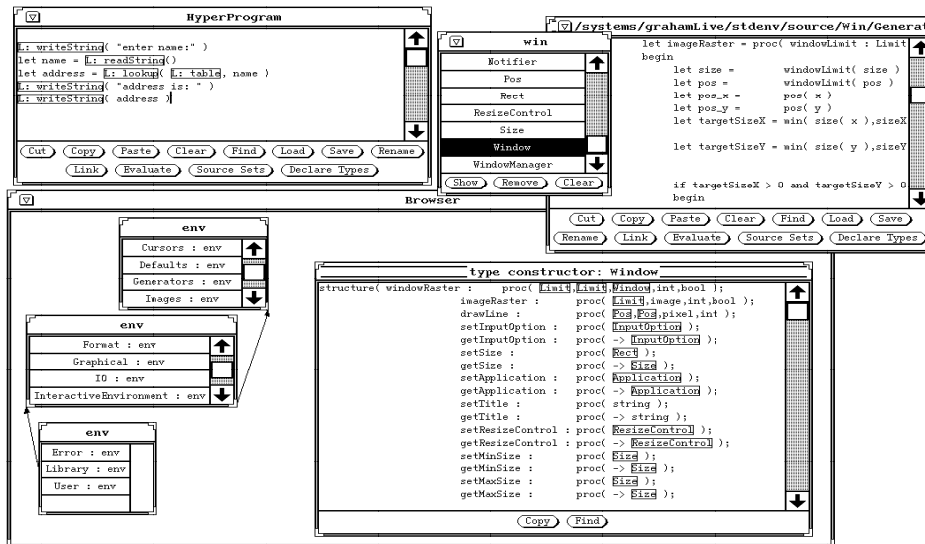 HyperProgram
L: writeString( "enter name:" )
let name = L: readString()
let address = L: lookup( L: table, name )
L: writeString( "address is: " )
L: writeString( address )
Cut Copy Paste Clear Find Load Save Rename
Link Evaluate Source Sets Declare Types
win
Notifier
Pos
Rect
ResizeControl
Size
Window
WindowManager
Show Remove Clear
/systems/grahamLive/stdenv/source/Win/Generat
let imageRaster = proc( windowLimit : Limit
begin
let size = windowLimit( size )
let pos = windowLimit( pos )
let pos_x = pos( x )
let pos_y = pos( y )
let targetSizeX = min( size( x ),sizeX
let targetSizeY = min( size( y ),sizeY
if targetSizeX > 0 and targetSizeY > 0
begin
Cut Copy Paste Clear Find Load Save
Rename Link Evaluate Source Sets Declare Types
Browser
env
Cursors : env
Defaults : env
Generators : env
Images : env
env
Format : env
Graphical : env
IO : env
InteractiveEnvironment : env
env
Error : env
Library : env
User : env
type constructor: Window
structure( windowRaster : proc( Limit,Limit,Window,int,bool );
imageRaster : proc( Limit,image,int,bool );
drawLine : proc( Pos,Pos,pixel,int );
setInputOption : proc( InputOption );
getInputOption : proc( -> InputOption );
setSize : proc( Rect );
getSize : proc( -> Size );
setApplication : proc( Application );
getApplication : proc( -> Application );
setTitle : proc( string );
getTitle : proc( -> string );
setResizeControl : proc( ResizeControl );
getResizeControl : proc( -> ResizeControl );
setMinSize : proc( Size );
getMinSize : proc( -> Size );
setMaxSize : proc( Size );
getMaxSize : proc( -> Size );
Copy Find